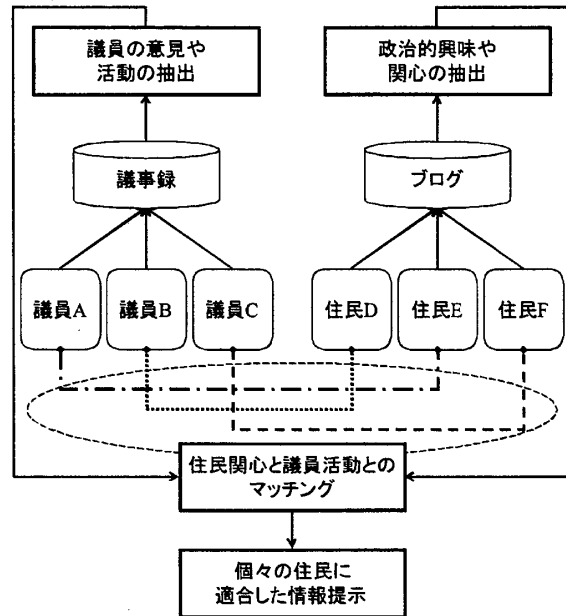 議員の意見や
活動の抽出
政治的興味や
関心の抽出
議事録
ブログ
議員A
議員B
議員C
住民D
住民E
住民F
住民関心と議員活動との
マッチング
個々の住民に
適合した情報提示